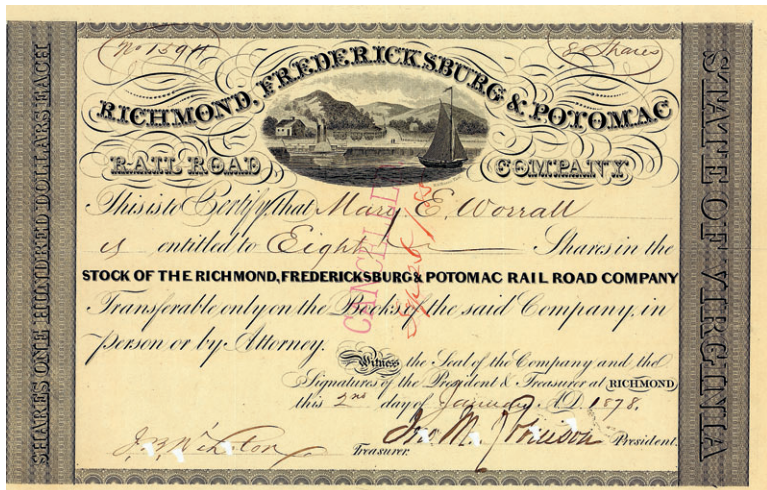 No 1594
8 Shares
RICHMOND, FREDERICKSBURG & POTOMAC
RAIL ROAD COMPANY
SHARES ONE HUNDRED DOLLARS EACH
STATE OF VIRGINIA
This is to Certify, that Mary E. Worrall
is entitled to Eight Shares in the
STOCK OF THE RICHMOND, FREDERICKSBURG & POTOMAC RAIL ROAD COMPANY
Transferable only on the Books of the said Company, in
person or by Attorney.
CANCELLED
Witness the Seal of the Company and the
Signatures of the President & Treasurer at RICHMOND
this 2nd day of January A.D. 1878.
J. B. Winston Treasurer.
Jno. M. Robinson President.